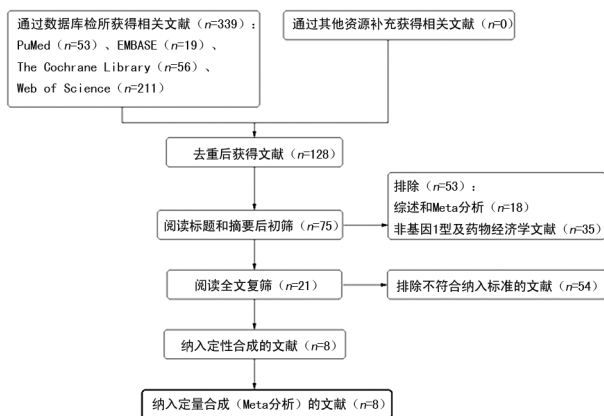 通过数据库检所获得相关文献（n=339）：
PuMed（n=53）、EMBASE（n=19）、
The Cochrane Library（n=56）、
Web of Science（n=211）
通过其他资源补充获得相关文献（n=0）
去重后获得文献（n=128）
阅读标题和摘要后初筛（n=75）
排除（n=53）：
综述和Meta分析（n=18）
非基因1型及药物经济学文献（n=35）
阅读全文复筛（n=21）
排除不符合纳入标准的文献（n=54）
纳入定性合成的文献（n=8）
纳入定量合成（Meta分析）的文献（n=8）